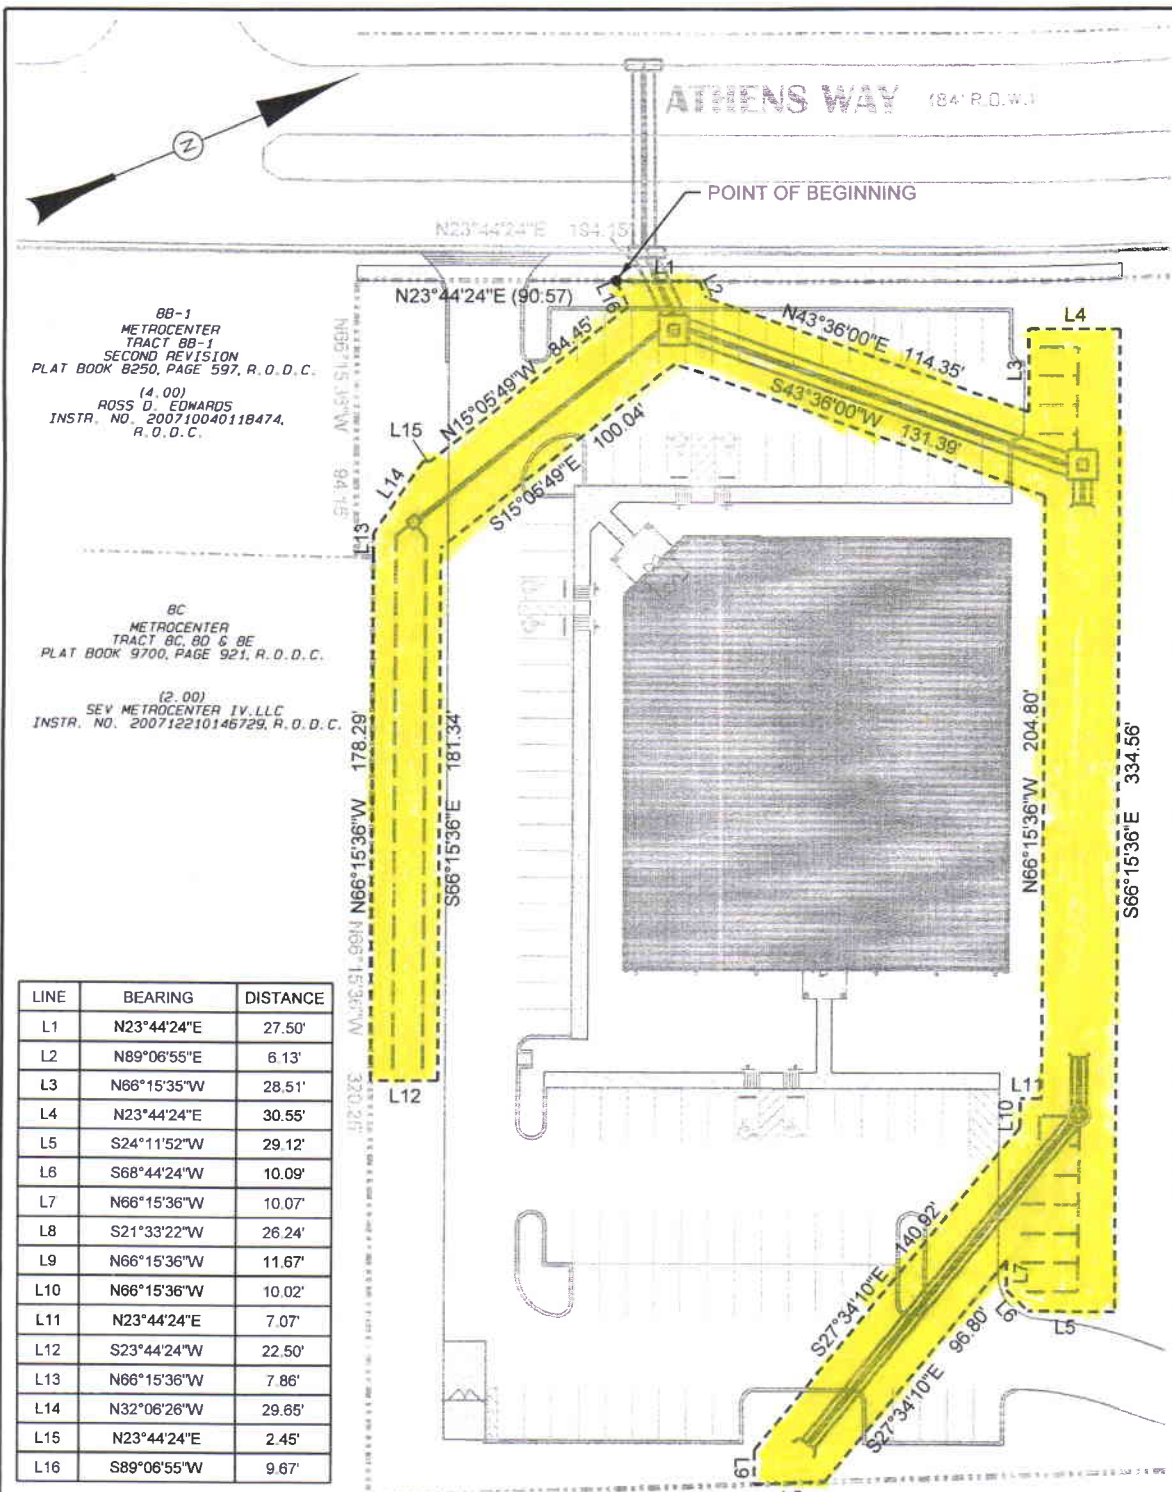 ATHENS WAY (84' R.O.W.)
POINT OF BEGINNING
N23°44'24"E 194.15'
L1
L2
L16
N23°44'24"E (90.57)
88-1
METROCENTER
TRACT 88-1
SECOND REVISION
PLAT BOOK 8250, PAGE 597, R.O.D.C.
(4.00)
ROSS D. EDWARDS
INSTR. NO. 200710040118474,
R.O.D.C.
N43°36'00"E 114.35'
L4
L3
S43°36'00"W 131.39'
N15°05'49"W 84.45'
S15°05'49"E 100.04'
L15
L14
L13
94.16
8C
METROCENTER
TRACT 8C, 8D & 8E
PLAT BOOK 9700, PAGE 921, R.O.D.C.
(2.00)
SEV METROCENTER IV,LLC
INSTR. NO. 200712210146729, R.O.D.C.
N66°15'36"W 178.29'
S66°15'36"E 181.34'
N66°15'36"W 204.80'
S66°15'36"E 334.56'
N66°15'36"W
L12
L11
L10
L7
L6
L5
S27°34'10"E 140.92'
S27°34'10"E 96.80'
L9
LINE BEARING DISTANCE
L1 N23°44'24"E 27.50'
L2 N89°06'55"E 6.13'
L3 N66°15'35"W 28.51'
L4 N23°44'24"E 30.55'
L5 S24°11'52"W 29.12'
L6 S68°44'24"W 10.09'
L7 N66°15'36"W 10.07'
L8 S21°33'22"W 26.24'
L9 N66°15'36"W 11.67'
L10 N66°15'36"W 10.02'
L11 N23°44'24"E 7.07'
L12 S23°44'24"W 22.50'
L13 N66°15'36"W 7.86'
L14 N32°06'26"W 29.65'
L15 N23°44'24"E 2.45'
L16 S89°06'55"W 9.67'